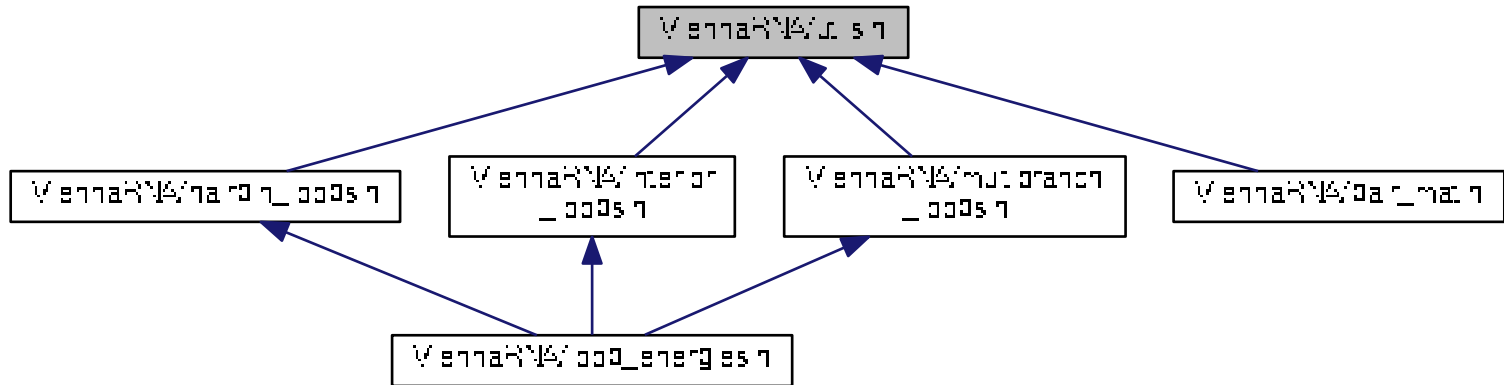 ViennaRNA/utils.h
ViennaRNA/hairpin_loops.h
ViennaRNA/interior
_loops.h
ViennaRNA/multibranch
_loops.h
ViennaRNA/pair_mat.h
ViennaRNA/loop_energies.h